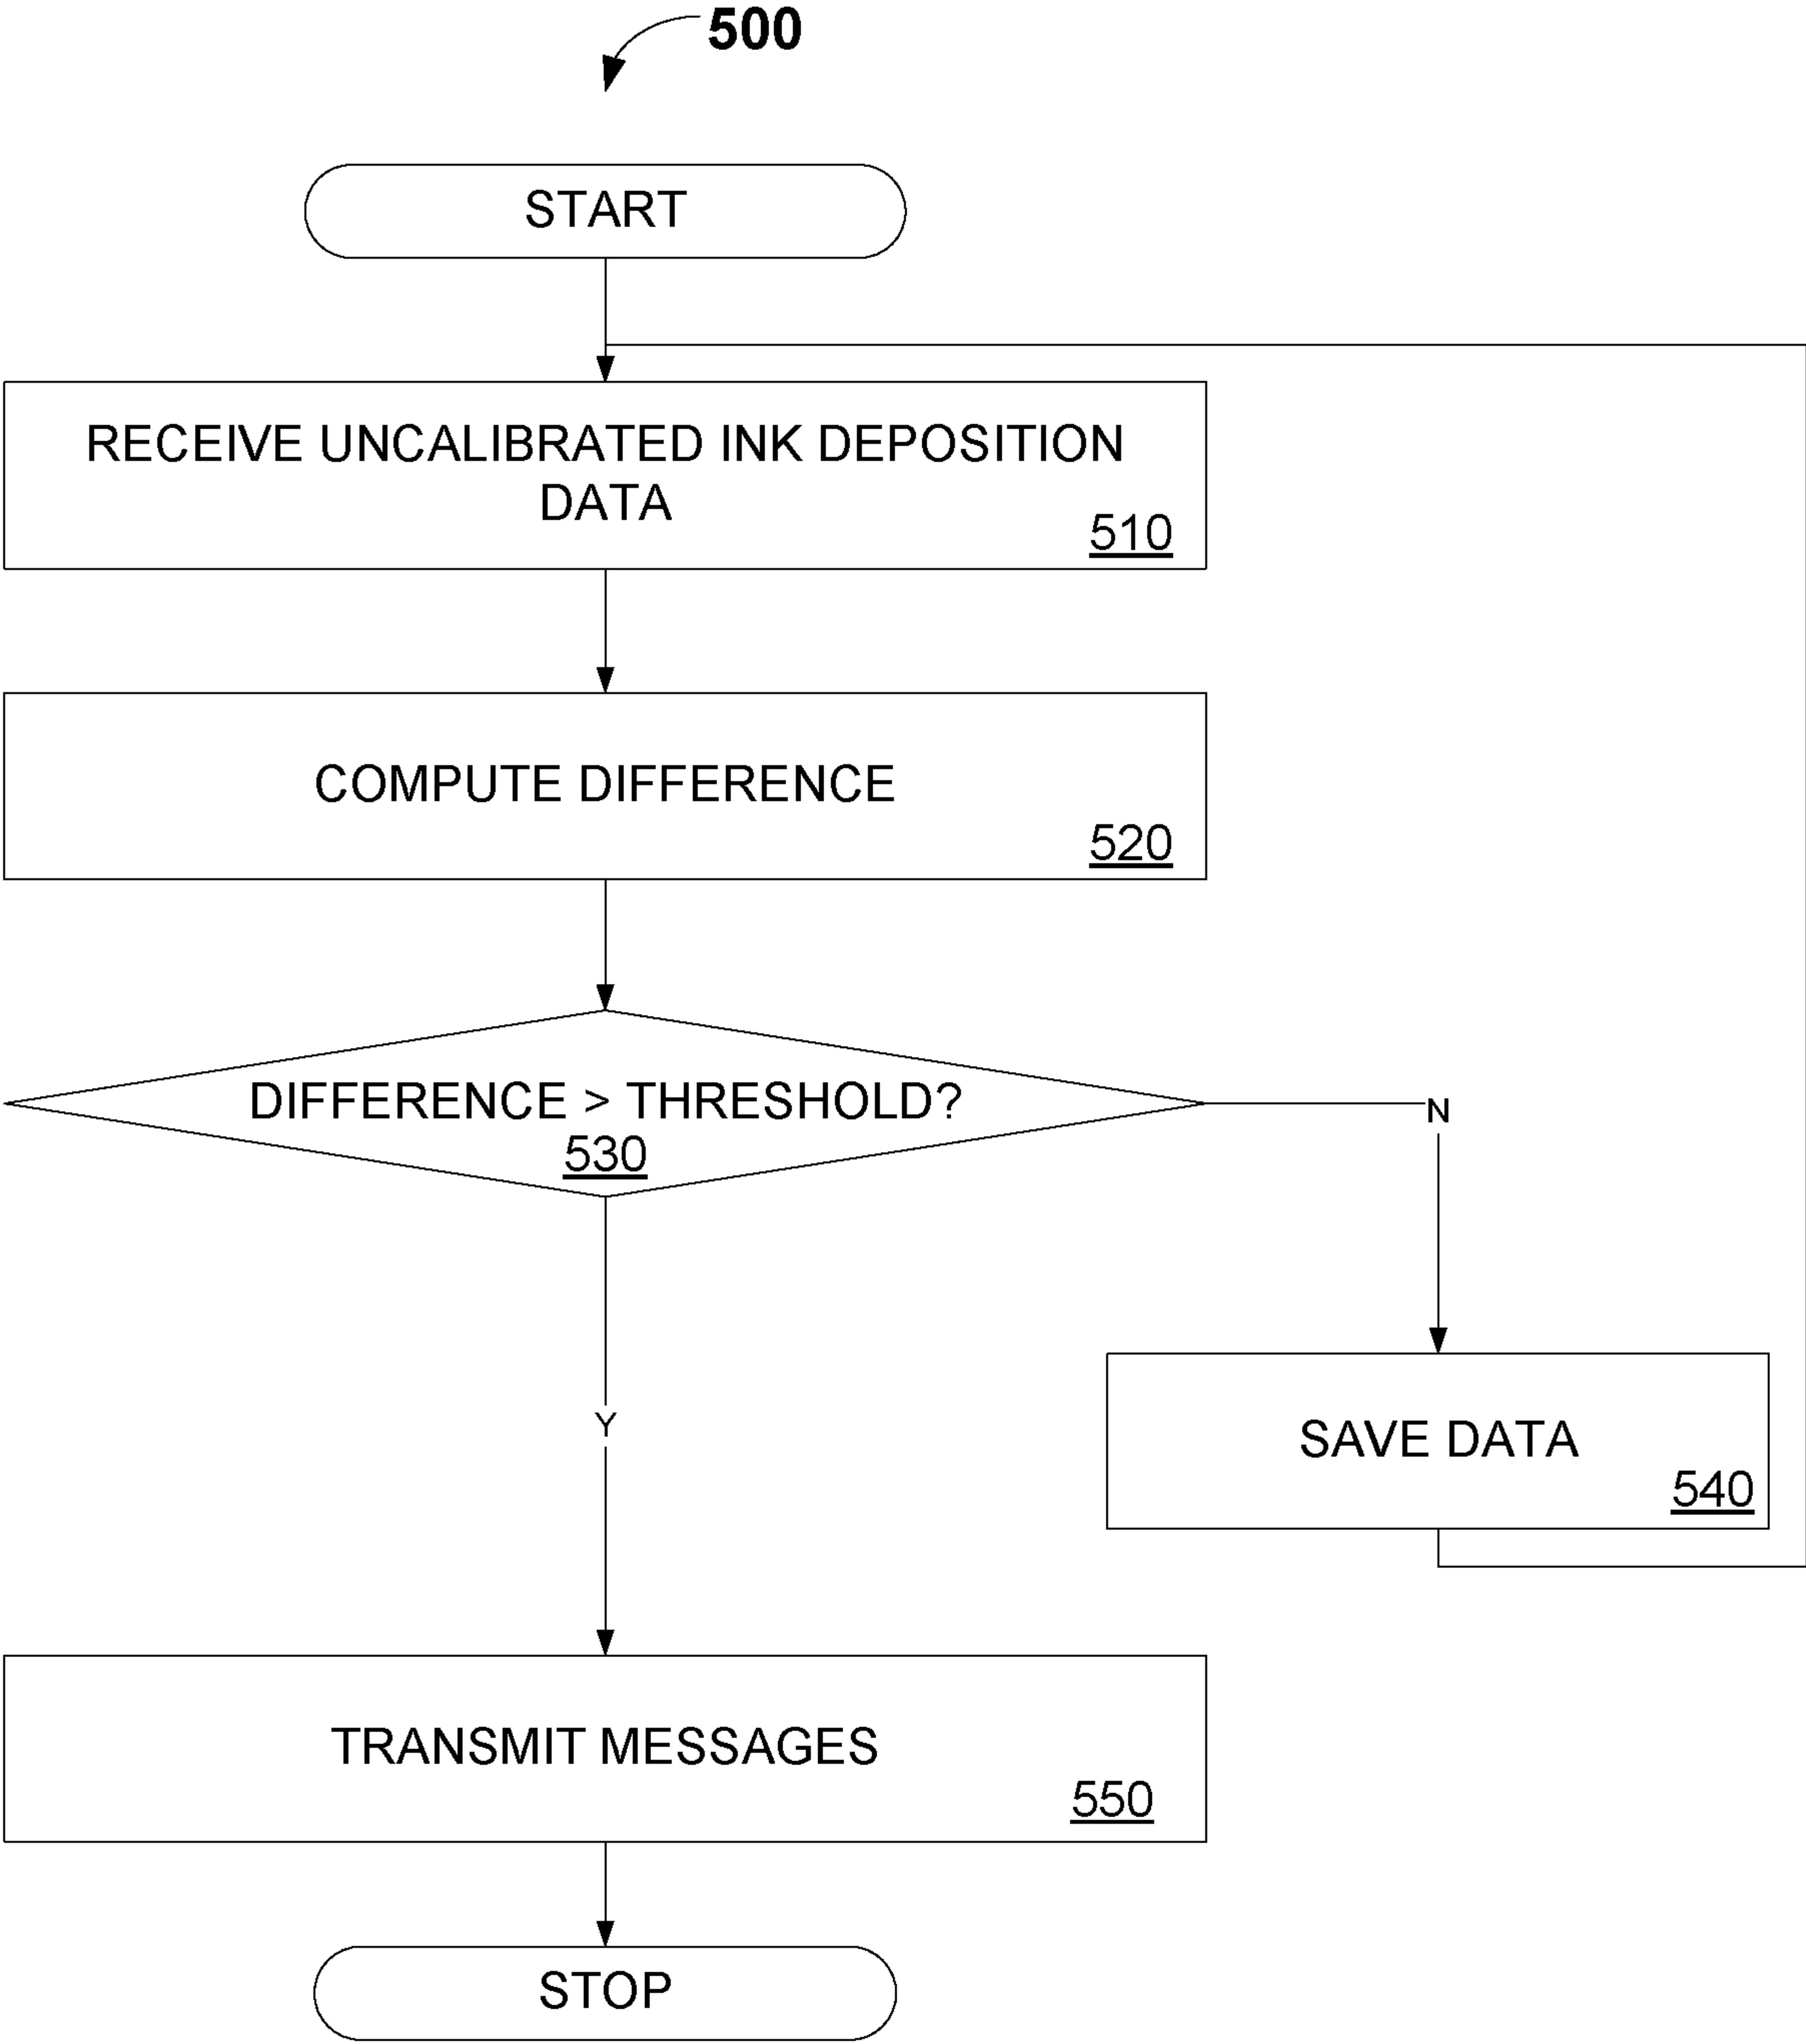 500
START
RECEIVE UNCALIBRATED INK DEPOSITION
DATA
510
COMPUTE DIFFERENCE
520
DIFFERENCE > THRESHOLD?
530
N
Y
SAVE DATA
540
TRANSMIT MESSAGES
550
STOP